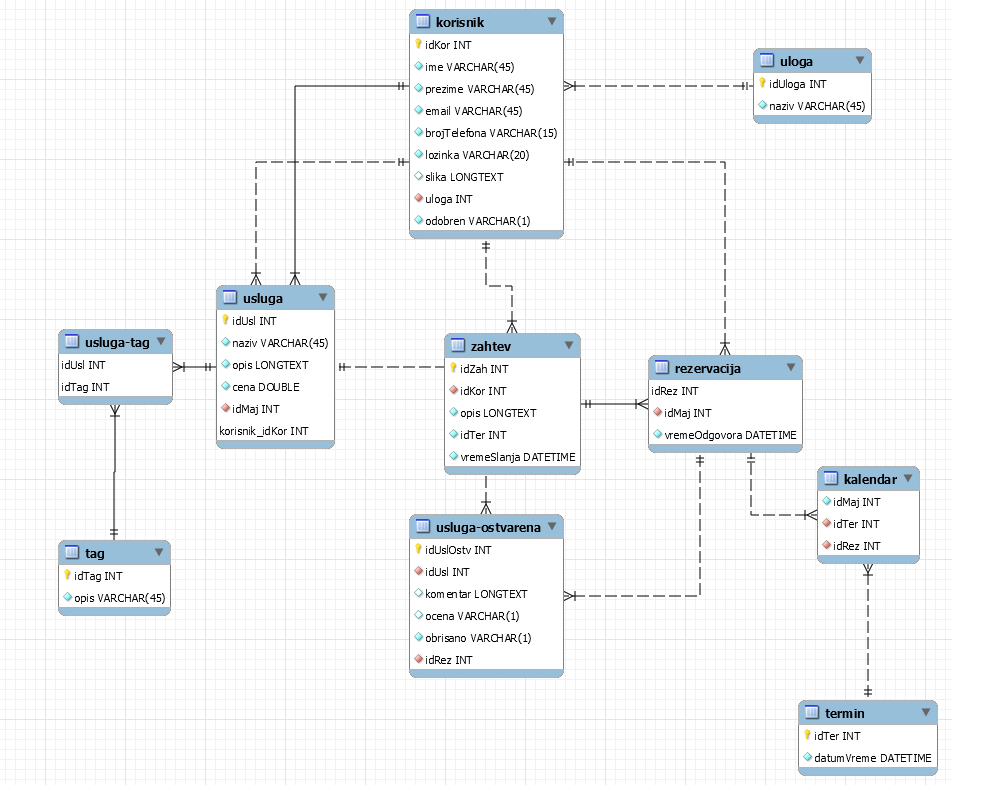 korisnik
idKor INT
ime VARCHAR(45)
prezime VARCHAR(45)
email VARCHAR(45)
brojTelefona VARCHAR(15)
lozinka VARCHAR(20)
slika LONGTEXT
uloga INT
odobren VARCHAR(1)
uloga
idUloga INT
naziv VARCHAR(45)
usluga
idUsl INT
naziv VARCHAR(45)
opis LONGTEXT
cena DOUBLE
idMaj INT
korisnik_idKor INT
usluga-tag
idUsl INT
idTag INT
zahtev
idZah INT
idKor INT
opis LONGTEXT
idTer INT
vremeSlanja DATETIME
rezervacija
idRez INT
idMaj INT
vremeOdgovora DATETIME
kalendar
idMaj INT
idTer INT
idRez INT
usluga-ostvarena
idUslOstv INT
idUsl INT
komentar LONGTEXT
ocena VARCHAR(1)
obrisano VARCHAR(1)
idRez INT
tag
idTag INT
opis VARCHAR(45)
termin
idTer INT
datumVreme DATETIME